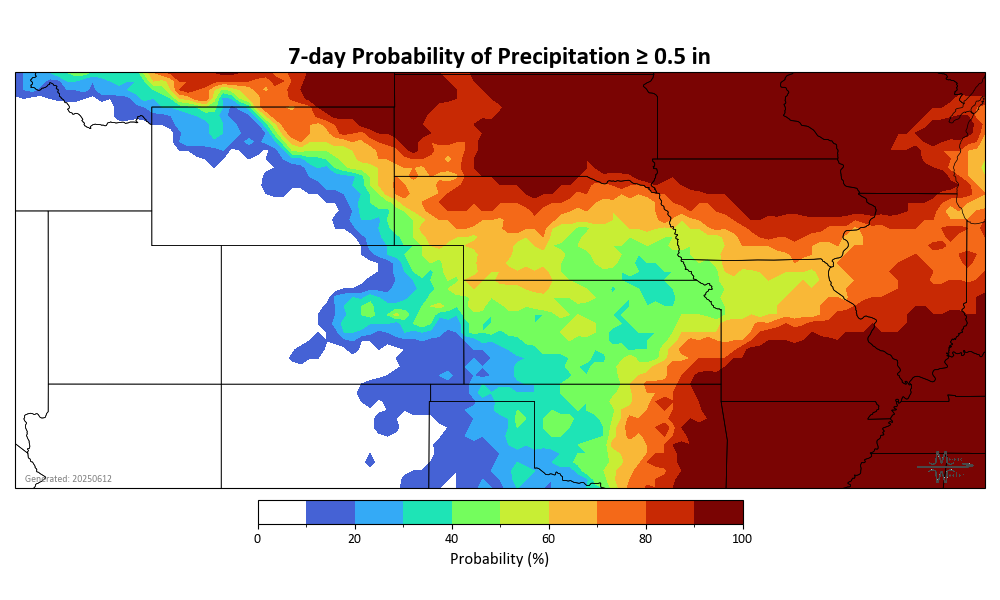 7-day Probability of Precipitation ≥ 0.5 in
Generated: 20250612
0 20 40 60 80 100
Probability (%)